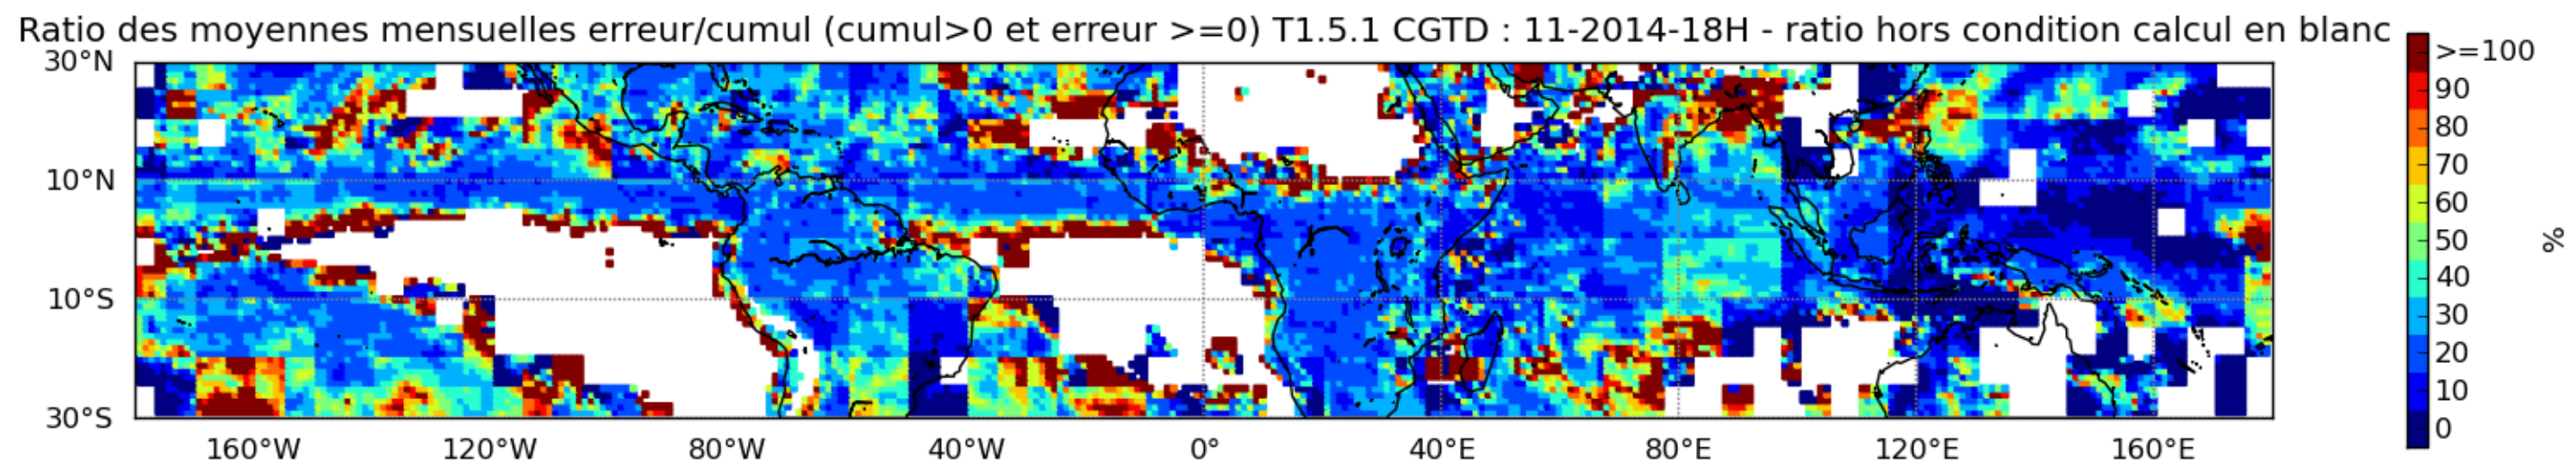 Ratio des moyennes mensuelles erreur/cumul (cumul>0 et erreur >=0) T1.5.1 CGTD : 11-2014-18H - ratio hors condition calcul en blanc
30°N
10°N
10°S
30°S
160°W 120°W 80°W 40°W 0° 40°E 80°E 120°E 160°E
>=100
90
80
70
60
50
40
30
20
10
0
%